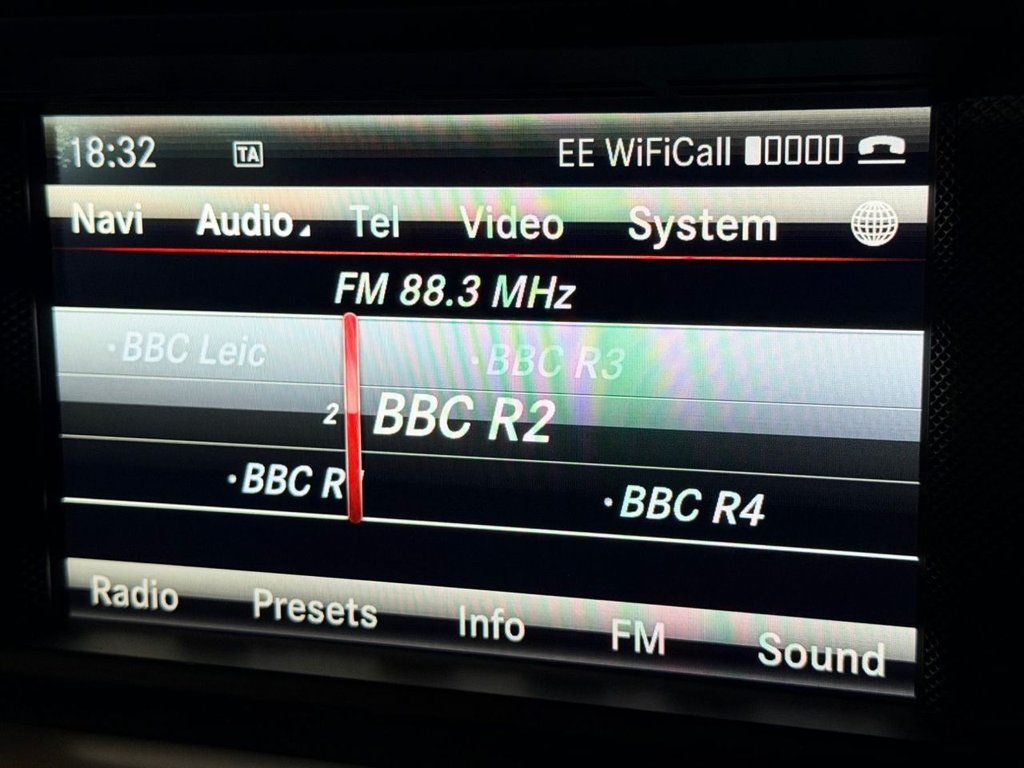 18:32 TA EE WiFiCall
Navi Audio Tel Video System
FM 88.3 MHz
·BBC Leic ·BBC R3
2 BBC R2
·BBC R ·BBC R4
Radio Presets Info FM Sound